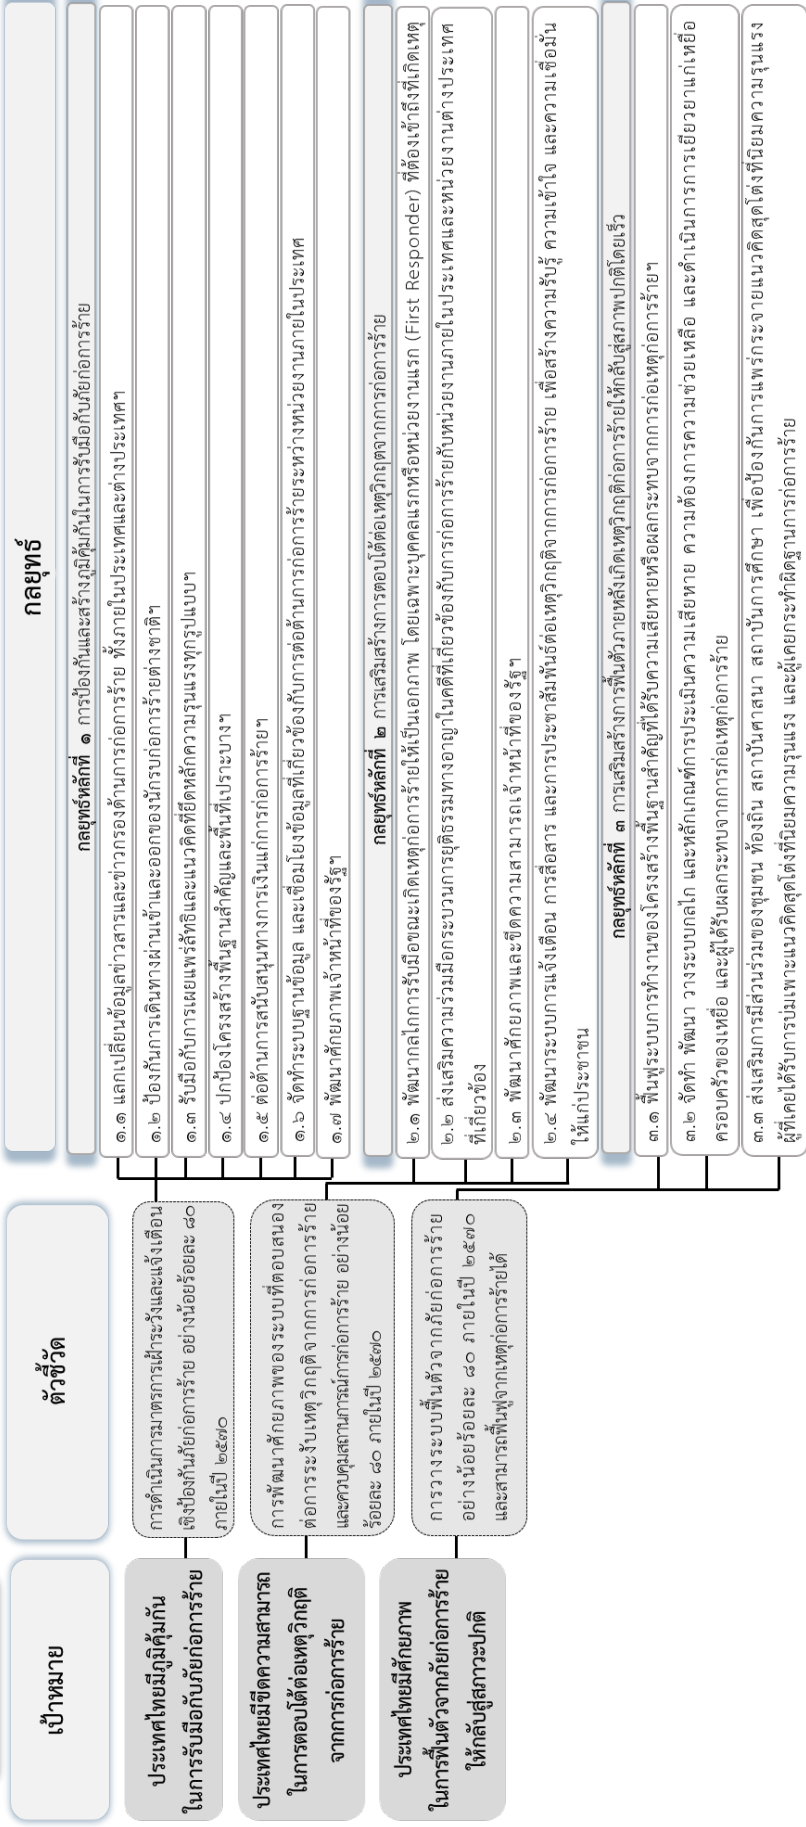 เป้าหมาย
ตัวชี้วัด
กลยุทธ์
ประเทศไทยมีภูมิคุ้มกัน
ในการรับมือกับภัยก่อการร้าย
การดำเนินการมาตรการเฝ้าระวังและแจ้งเตือน
เชิงป้องกันภัยก่อการร้าย อย่างน้อยร้อยละ ๘๐
ภายในปี ๒๕๗๐
กลยุทธ์หลักที่ ๑ การป้องกันและสร้างภูมิคุ้มกันในการรับมือกับภัยก่อการร้าย
๑.๑ แลกเปลี่ยนข้อมูลข่าวสารและข่าวกรองด้านการก่อการร้าย ทั้งภายในประเทศและต่างประเทศฯ
๑.๒ ป้องกันการเดินทางผ่านเข้าและออกของนักรบก่อการร้ายต่างชาติฯ
๑.๓ รับมือกับการเผยแพร่ลัทธิและแนวคิดที่ยึดหลักความรุนแรงทุกรูปแบบฯ
๑.๔ ปกป้องโครงสร้างพื้นฐานสำคัญและพื้นที่เปราะบางฯ
๑.๕ ต่อต้านการสนับสนุนทางการเงินแก่การก่อการร้ายฯ
๑.๖ จัดทำระบบฐานข้อมูล และเชื่อมโยงข้อมูลที่เกี่ยวข้องกับการต่อต้านการก่อการร้ายระหว่างหน่วยงานภายในประเทศ
๑.๗ พัฒนาศักยภาพเจ้าหน้าที่ของรัฐฯ
ประเทศไทยมีขีดความสามารถ
ในการตอบโต้ต่อเหตุวิกฤติ
จากการก่อการร้าย
การพัฒนาศักยภาพของระบบที่ตอบสนอง
ต่อการระงับเหตุวิกฤติจากการก่อการร้าย
และควบคุมสถานการณ์การก่อการร้าย อย่างน้อย
ร้อยละ ๘๐ ภายในปี ๒๕๗๐
กลยุทธ์หลักที่ ๒ การเสริมสร้างการตอบโต้ต่อเหตุวิกฤตจากการก่อการร้าย
๒.๑ พัฒนากลไกการรับมือขณะเกิดเหตุก่อการร้ายให้เป็นเอกภาพ โดยเฉพาะบุคคลแรกหรือหน่วยงานแรก (First Responder) ที่ต้องเข้าถึงที่เกิดเหตุ
๒.๒ ส่งเสริมความร่วมมือกระบวนการยุติธรรมทางอาญาในคดีที่เกี่ยวข้องกับการก่อการร้ายกับหน่วยงานภายในประเทศและหน่วยงานต่างประเทศ
ที่เกี่ยวข้อง
๒.๓ พัฒนาศักยภาพและขีดความสามารถเจ้าหน้าที่ของรัฐฯ
๒.๔ พัฒนาระบบการแจ้งเตือน การสื่อสาร และการประชาสัมพันธ์ต่อเหตุวิกฤติจากการก่อการร้าย เพื่อสร้างความรับรู้ ความเข้าใจ และความเชื่อมั่น
ให้แก่ประชาชน
ประเทศไทยมีศักยภาพ
ในการฟื้นตัวจากภัยก่อการร้าย
ให้กลับสู่สภาวะปกติ
การวางระบบฟื้นตัวจากภัยก่อการร้าย
อย่างน้อยร้อยละ ๘๐ ภายในปี ๒๕๗๐
และสามารถฟื้นฟูจากเหตุก่อการร้ายได้
กลยุทธ์หลักที่ ๓ การเสริมสร้างการฟื้นตัวภายหลังเกิดเหตุวิกฤติก่อการร้ายให้กลับสู่สภาพปกติโดยเร็ว
๓.๑ ฟื้นฟูระบบการทำงานของโครงสร้างพื้นฐานสำคัญที่ได้รับความเสียหายหรือผลกระทบจากการก่อเหตุก่อการร้ายฯ
๓.๒ จัดทำ พัฒนา วางระบบกลไก และหลักเกณฑ์การประเมินความเสียหาย ความต้องการความช่วยเหลือ และดำเนินการการเยียวยาแก่เหยื่อ
ครอบครัวของเหยื่อ และผู้ได้รับผลกระทบจากการก่อเหตุก่อการร้าย
๓.๓ ส่งเสริมการมีส่วนร่วมของชุมชน ท้องถิ่น สถาบันศาสนา สถาบันการศึกษา เพื่อป้องกันการแพร่กระจายแนวคิดสุดโต่งที่นิยมความรุนแรง
ผู้ที่เคยได้รับการบ่มเพาะแนวคิดสุดโต่งที่นิยมความรุนแรง และผู้เคยกระทำผิดฐานการก่อการร้าย